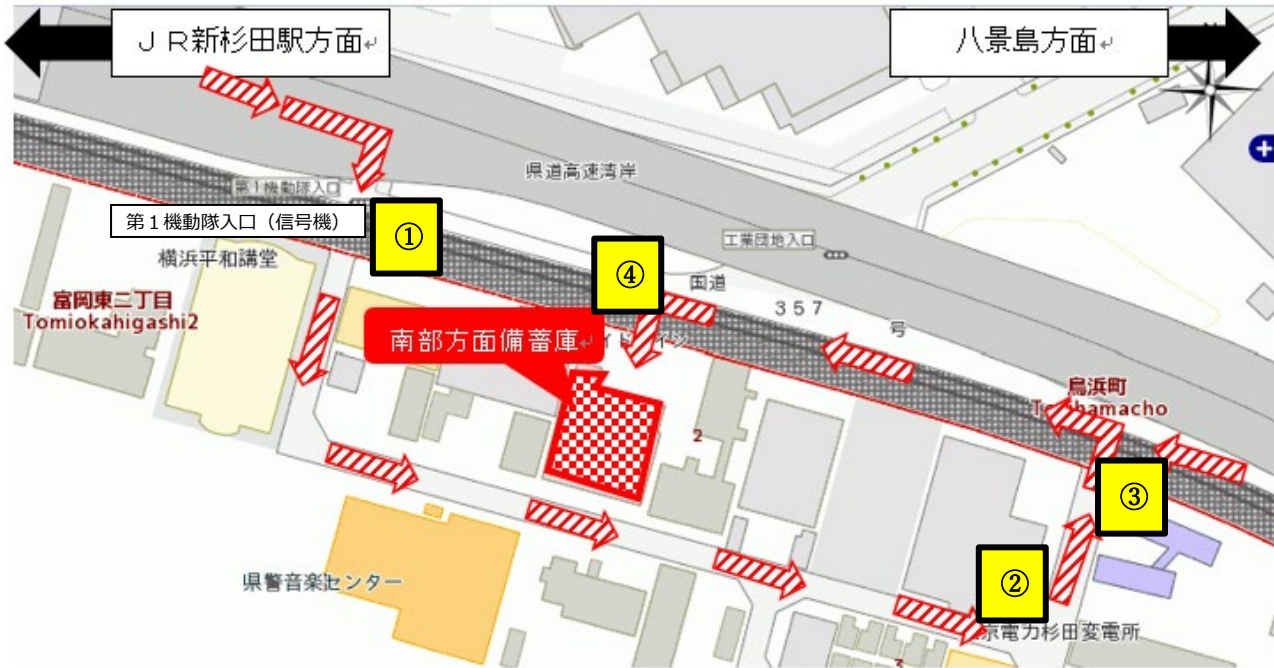 ＪＲ新杉田駅方面
八景島方面
県道高速湾岸
第１機動隊入口
第１機動隊入口（信号機）
①
工業団地入口
横浜平和講堂
④
国道
３５７
号
富岡東二丁目
Tomiokahigashi2
南部方面備蓄庫
鳥浜町
2
③
県警音楽センター
②
京電力杉田変電所
3